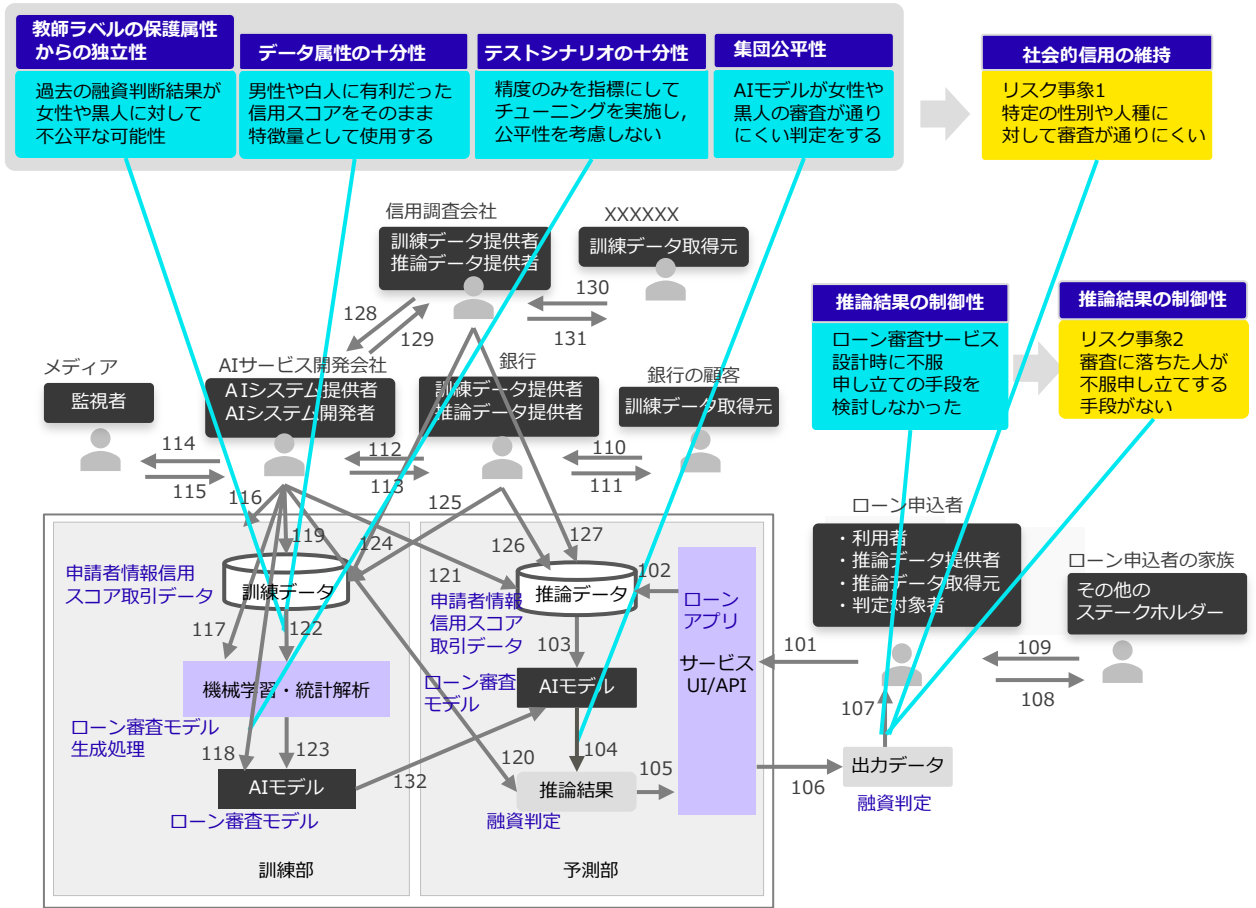 教師ラベルの保護属性
からの独立性
過去の融資判断結果が
女性や黒人に対して
不公平な可能性
データ属性の十分性
男性や白人に有利だった
信用スコアをそのまま
特徴量として使用する
テストシナリオの十分性
精度のみを指標にして
チューニングを実施し,
公平性を考慮しない
集団公平性
AIモデルが女性や
黒人の審査が通り
にくい判定をする
社会的信用の維持
リスク事象1
特定の性別や人種に
対して審査が通りにくい
信用調査会社
訓練データ提供者
推論データ提供者
XXXXXX
訓練データ取得元
130
131
128
129
推論結果の制御性
ローン審査サービス
設計時に不服
申し立ての手段を
検討しなかった
推論結果の制御性
リスク事象2
審査に落ちた人が
不服申し立てする
手段がない
メディア
監視者
AIサービス開発会社
AIシステム提供者
AIシステム開発者
銀行
訓練データ提供者
推論データ提供者
銀行の顧客
訓練データ取得元
114
115
112
113
110
111
116
119
124
125
126
127
ローン申込者
・利用者
・推論データ提供者
・推論データ取得元
・判定対象者
ローン申込者の家族
その他の
ステークホルダー
申請者情報信用
スコア取引データ
訓練データ
117
122
121
申請者情報
信用スコア
取引データ
推論データ
102
103
ローン
アプリ
サービス
UI/API
101
109
108
107
機械学習・統計解析
ローン審査モデル
生成処理
118
123
AIモデル
ローン審査モデル
132
ローン審査
モデル
AIモデル
104
120
105
推論結果
融資判定
106
出力データ
融資判定
訓練部
予測部